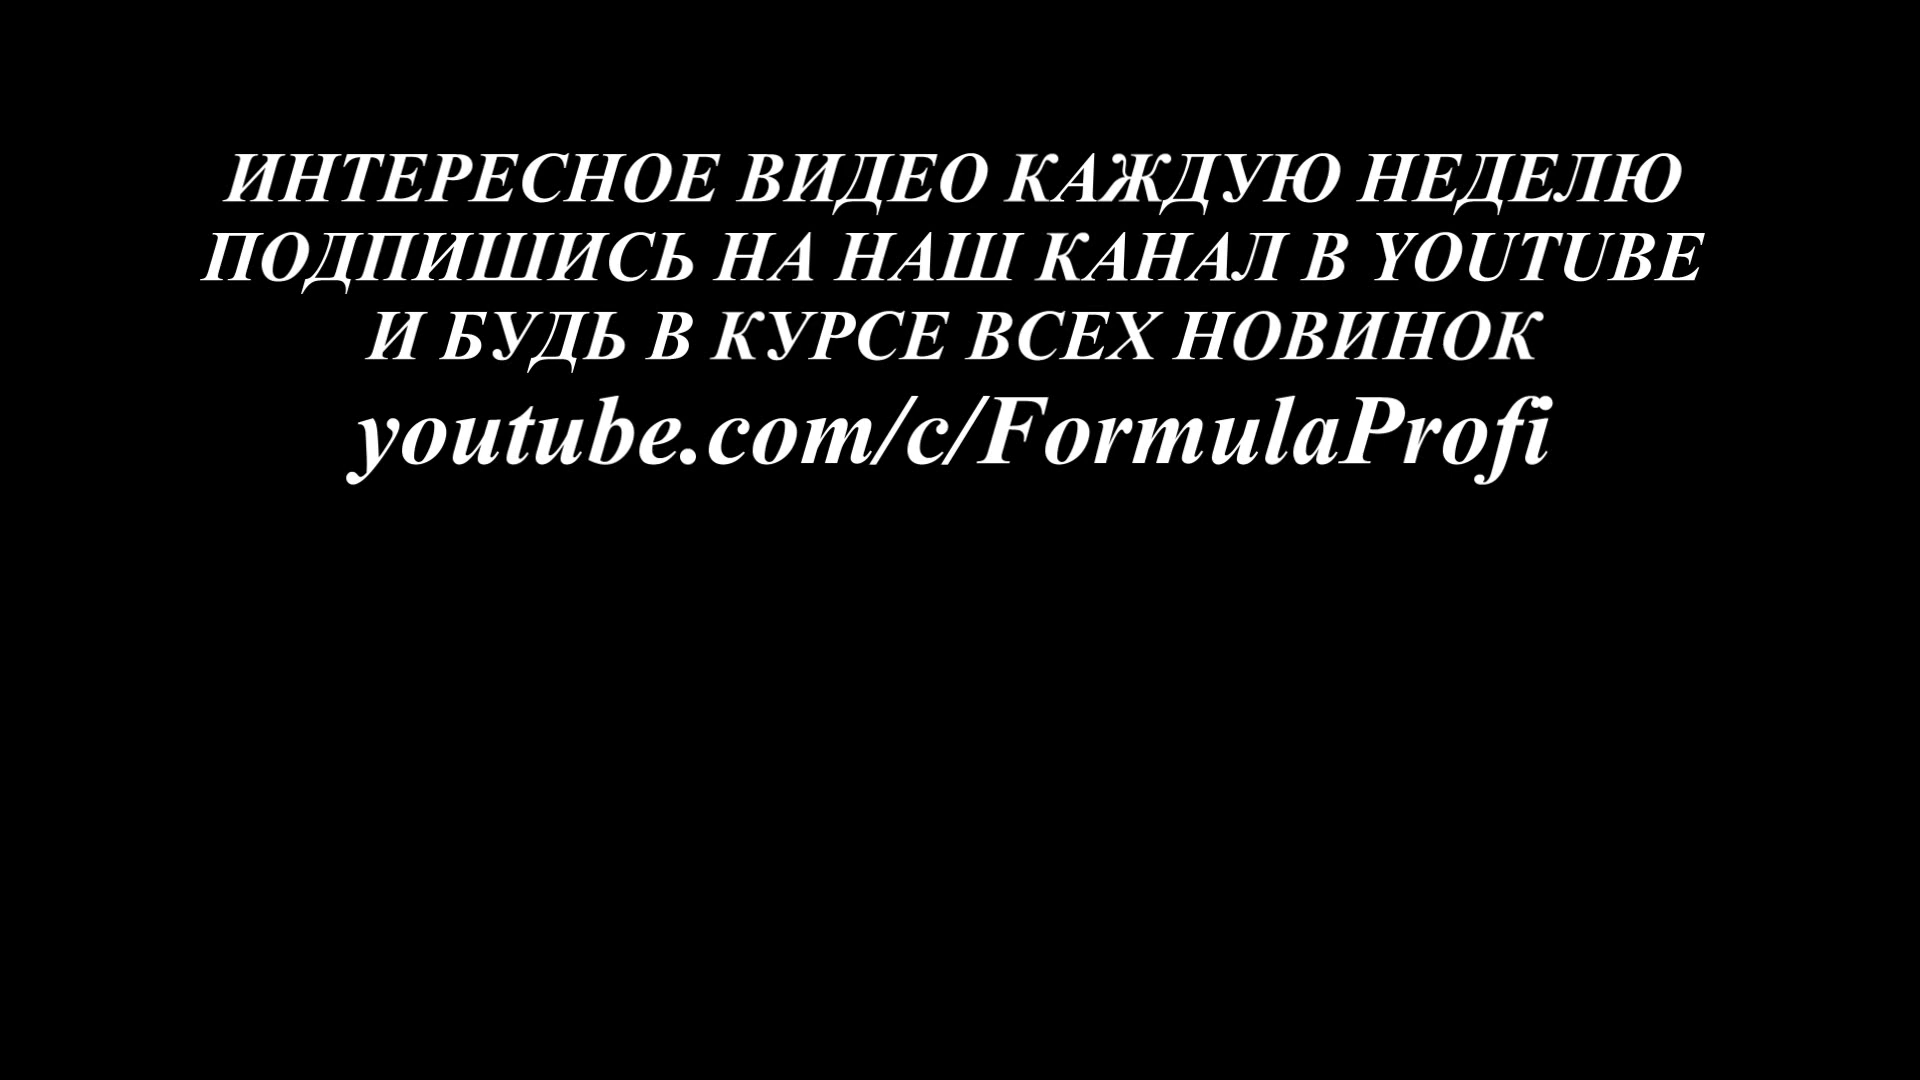 ИНТЕРЕСНОЕ ВИДЕО КАЖДУЮ НЕДЕЛЮ
ПОДПИШИСЬ НА НАШ КАНАЛ В YOUTUBE
И БУДЬ В КУРСЕ ВСЕХ НОВИНОК
youtube.com/c/FormulaProfi